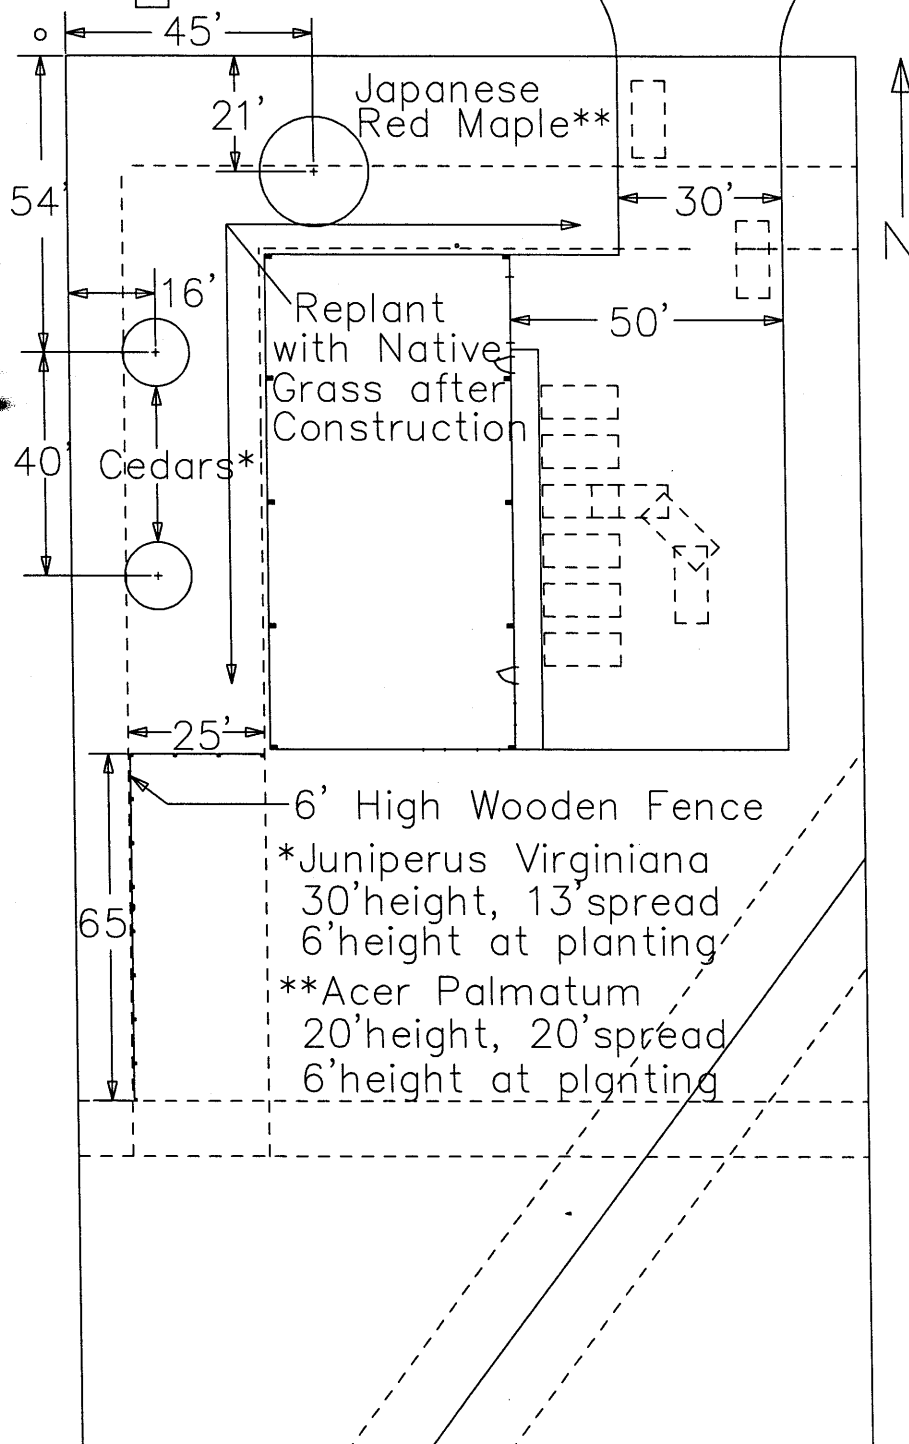 45'
21'
Japanese
Red Maple**
54'
30'
N
16'
Replant
with Native
Grass after
Construction
50'
40'
Cedars*
25'
6' High Wooden Fence
*Juniperus Virginiana
30'height, 13'spread
6'height at planting
65
**Acer Palmatum
20'height, 20'spread
6'height at planting